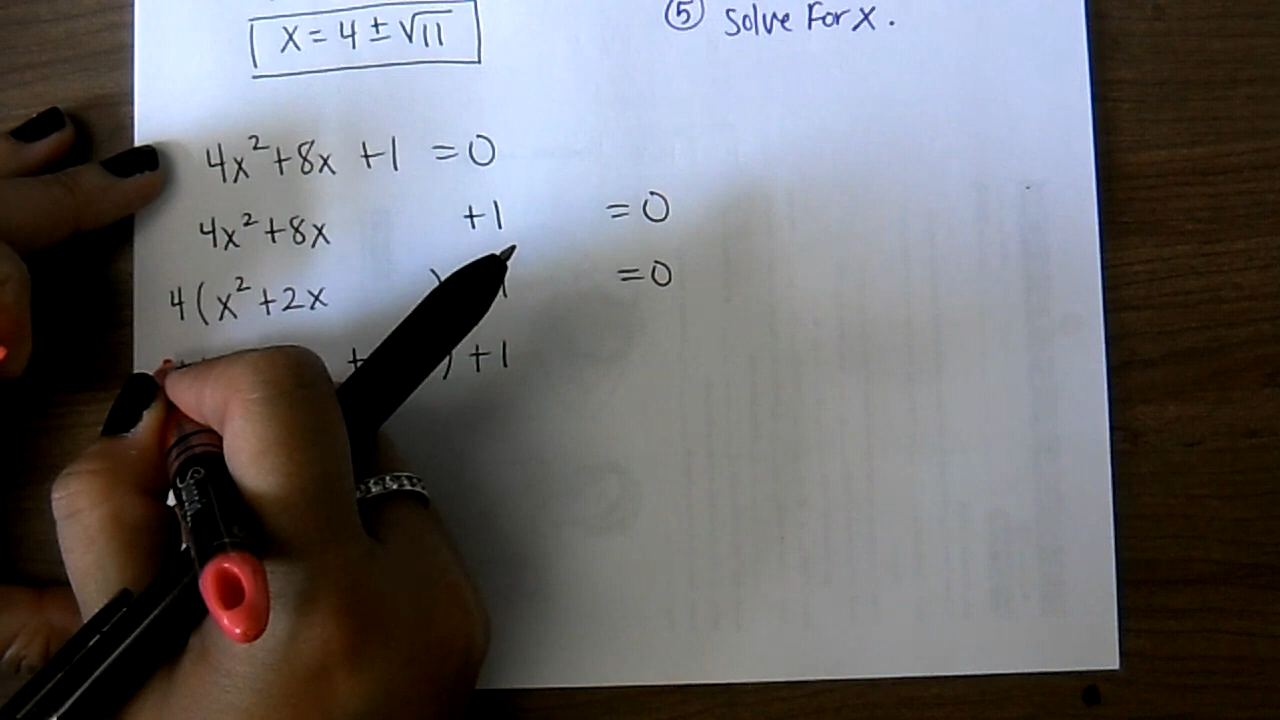 x = 4 ± √11
⑤ Solve For x.
4x² + 8x + 1 = 0
4x² + 8x + 1 = 0
4(x² + 2x ) = 0
+ ) + 1